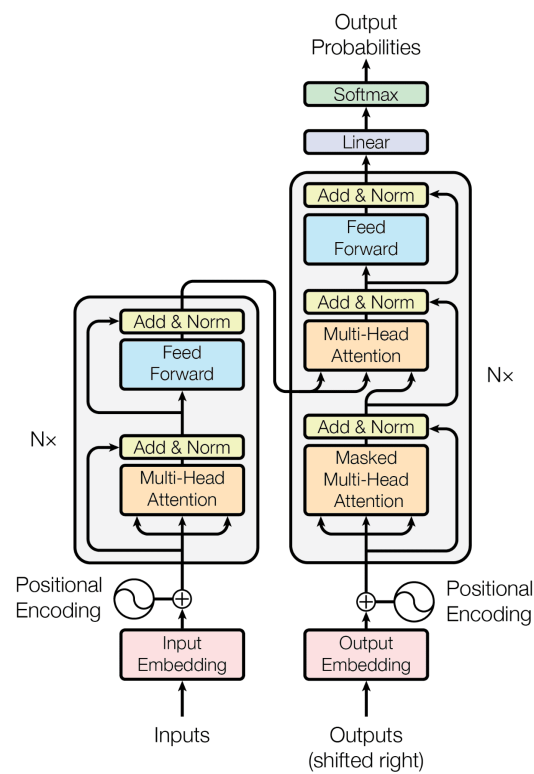 Output
Probabilities
Softmax
Linear
Add & Norm
Feed
Forward
Add & Norm
Multi-Head
Attention
Add & Norm
Masked
Multi-Head
Attention
N×
Positional
Encoding
Output
Embedding
Outputs
(shifted right)
Add & Norm
Feed
Forward
Add & Norm
Multi-Head
Attention
N×
Positional
Encoding
Input
Embedding
Inputs